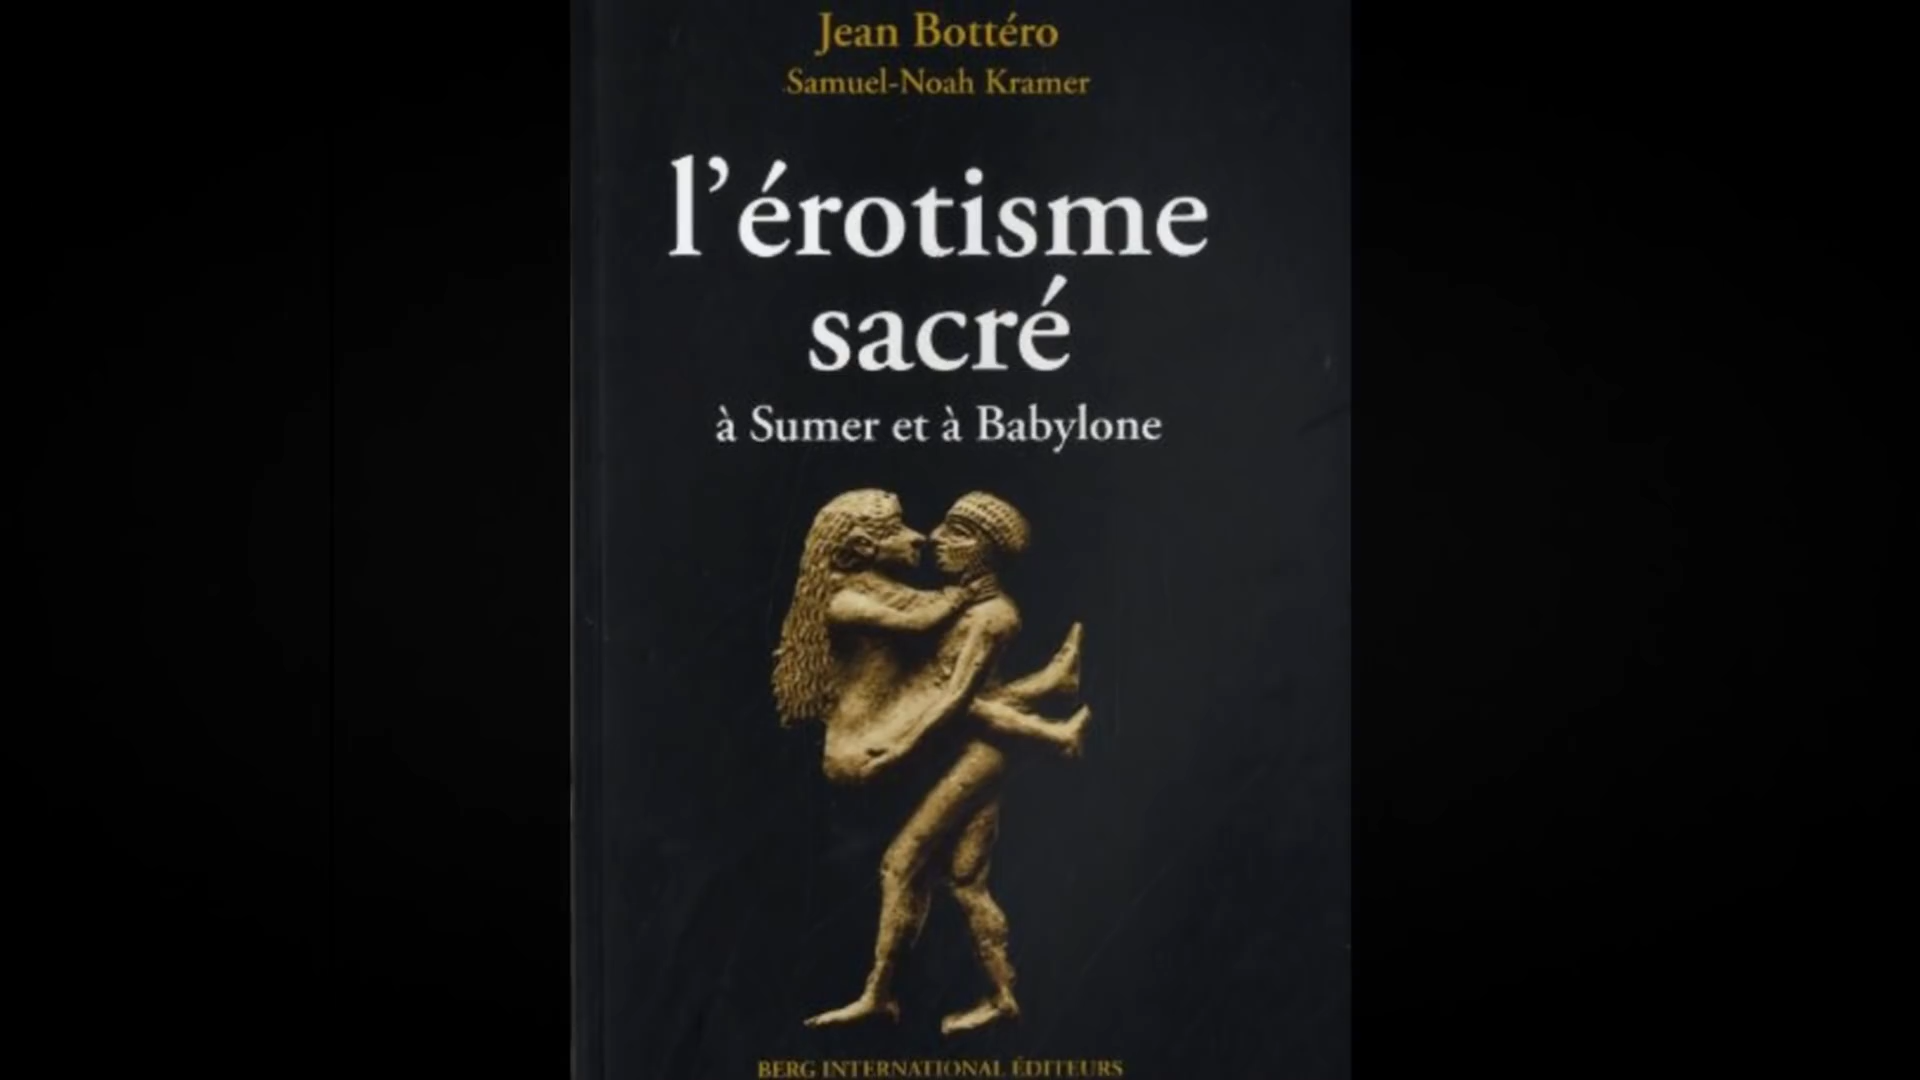 Jean Bottéro
Samuel-Noah Kramer
l’érotisme
sacré
à Sumer et à Babylone
BERG INTERNATIONAL ÉDITEURS